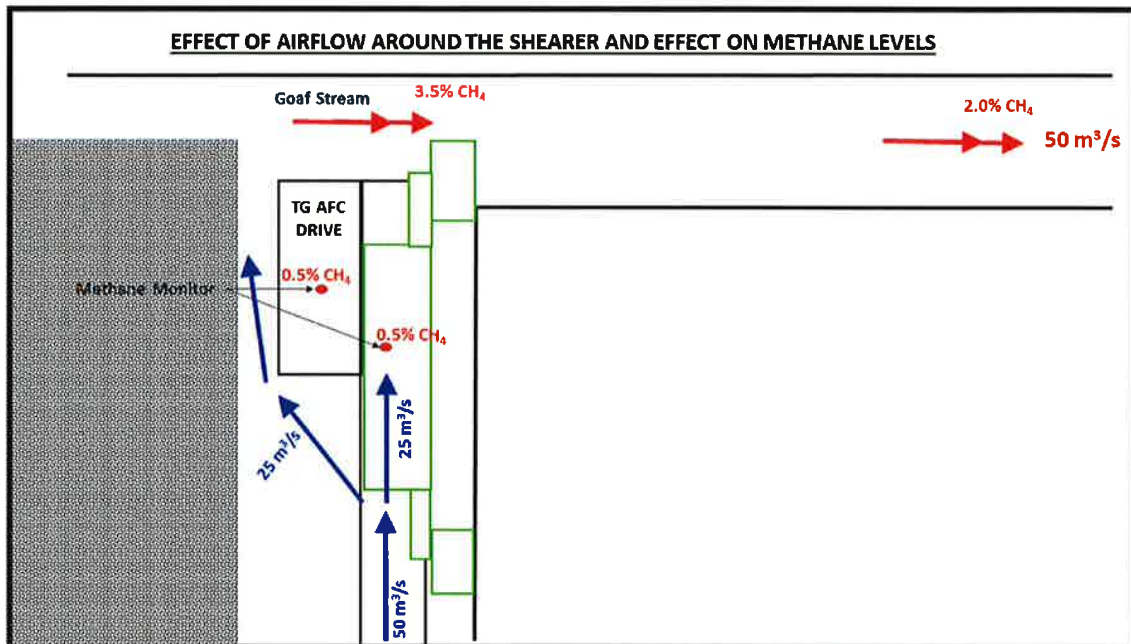 EFFECT OF AIRFLOW AROUND THE SHEARER AND EFFECT ON METHANE LEVELS
Goaf Stream
3.5% CH₄
2.0% CH₄
50 m³/s
TG AFC
DRIVE
0.5% CH₄
Methane Monitor
0.5% CH₄
25 m³/s
25 m³/s
50 m³/s